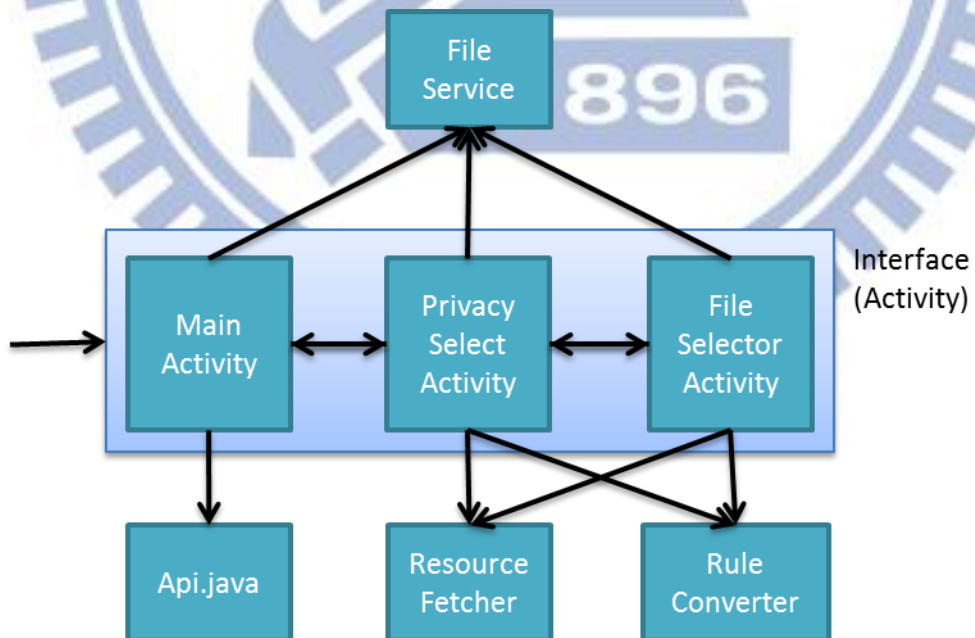 File
Service
896
Interface
(Activity)
Main
Activity
Privacy
Select
Activity
File
Selector
Activity
Api.java
Resource
Fetcher
Rule
Converter